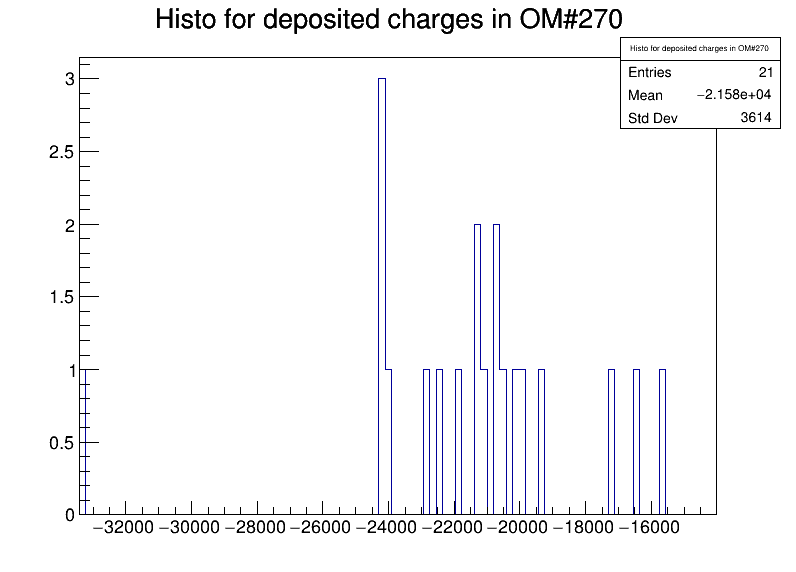 Histo for deposited charges in OM#270
Histo for deposited charges in OM#270
Entries 21
Mean −2.158e+04
Std Dev 3614
3
2.5
2
1.5
1
0.5
0
−32000 −30000 −28000 −26000 −24000 −22000 −20000 −18000 −16000